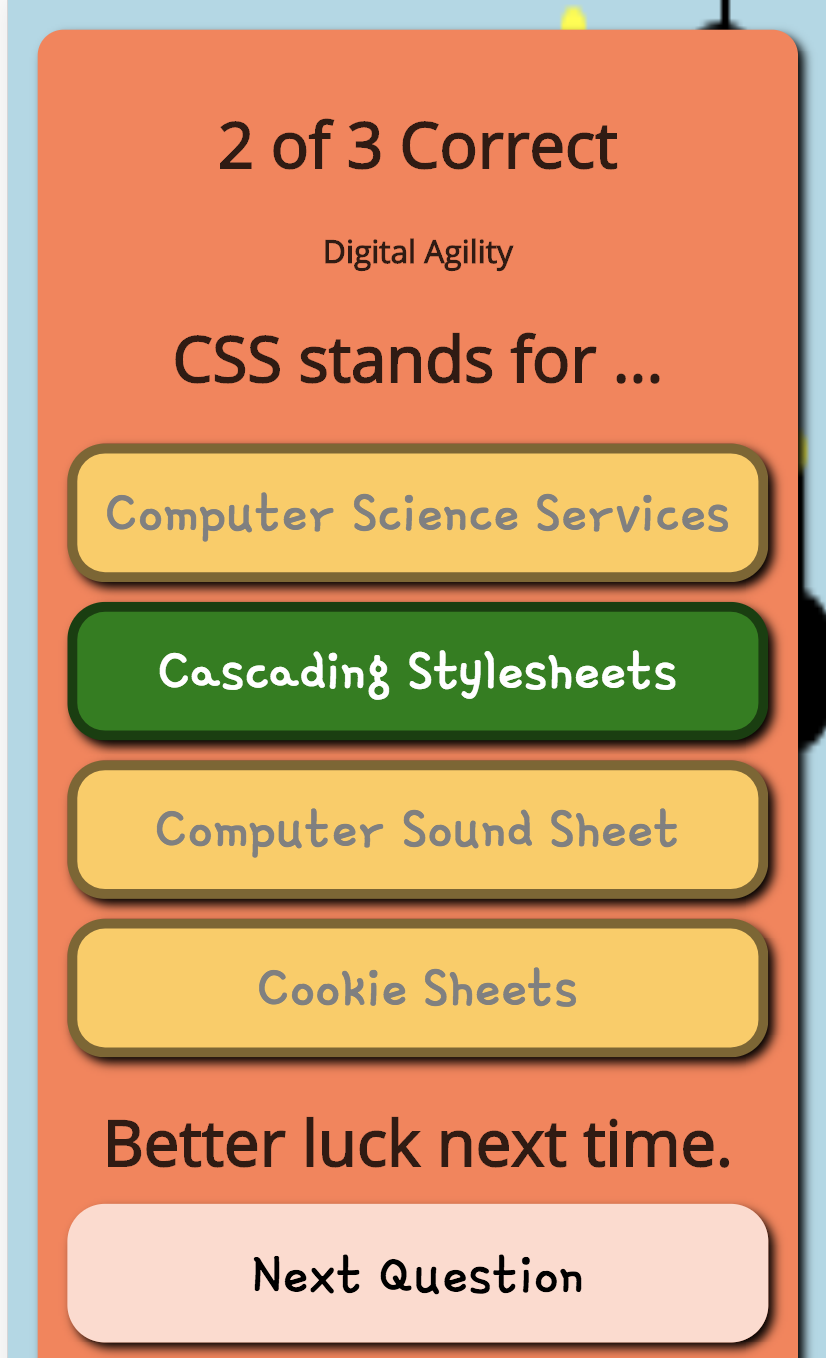 2 of 3 Correct
Digital Agility
CSS stands for ...
Computer Science Services
Cascading Stylesheets
Computer Sound Sheet
Cookie Sheets
Better luck next time.
Next Question